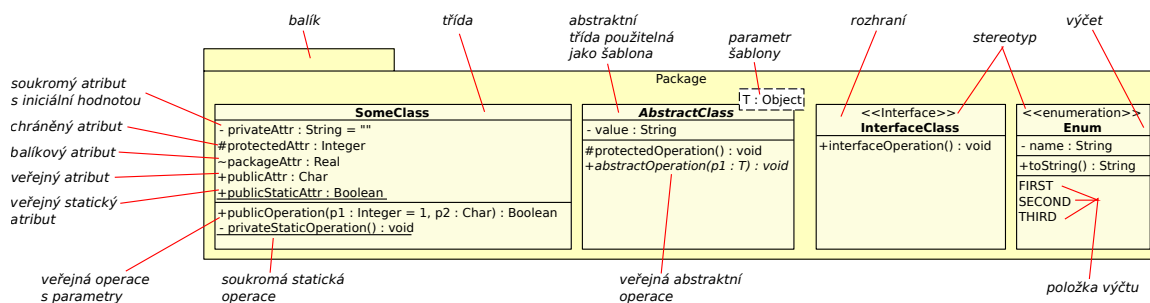 balík
třída
abstraktní
třída použitelná
jako šablona
parametr
šablony
rozhraní
stereotyp
výčet
Package
soukromý atribut
s iniciální hodnotou
chráněný atribut
balíkový atribut
veřejný atribut
veřejný statický
atribut
SomeClass
- privateAttr : String = ""
#protectedAttr : Integer
~packageAttr : Real
+publicAttr : Char
+publicStaticAttr : Boolean
+publicOperation(p1 : Integer = 1, p2 : Char) : Boolean
- privateStaticOperation() : void
T : Object
AbstractClass
- value : String
#protectedOperation() : void
+abstractOperation(p1 : T) : void
<<Interface>>
InterfaceClass
+interfaceOperation() : void
<<enumeration>>
Enum
- name : String
+toString() : String
FIRST
SECOND
THIRD
veřejná operace
s parametry
soukromá statická
operace
veřejná abstraktní
operace
položka výčtu